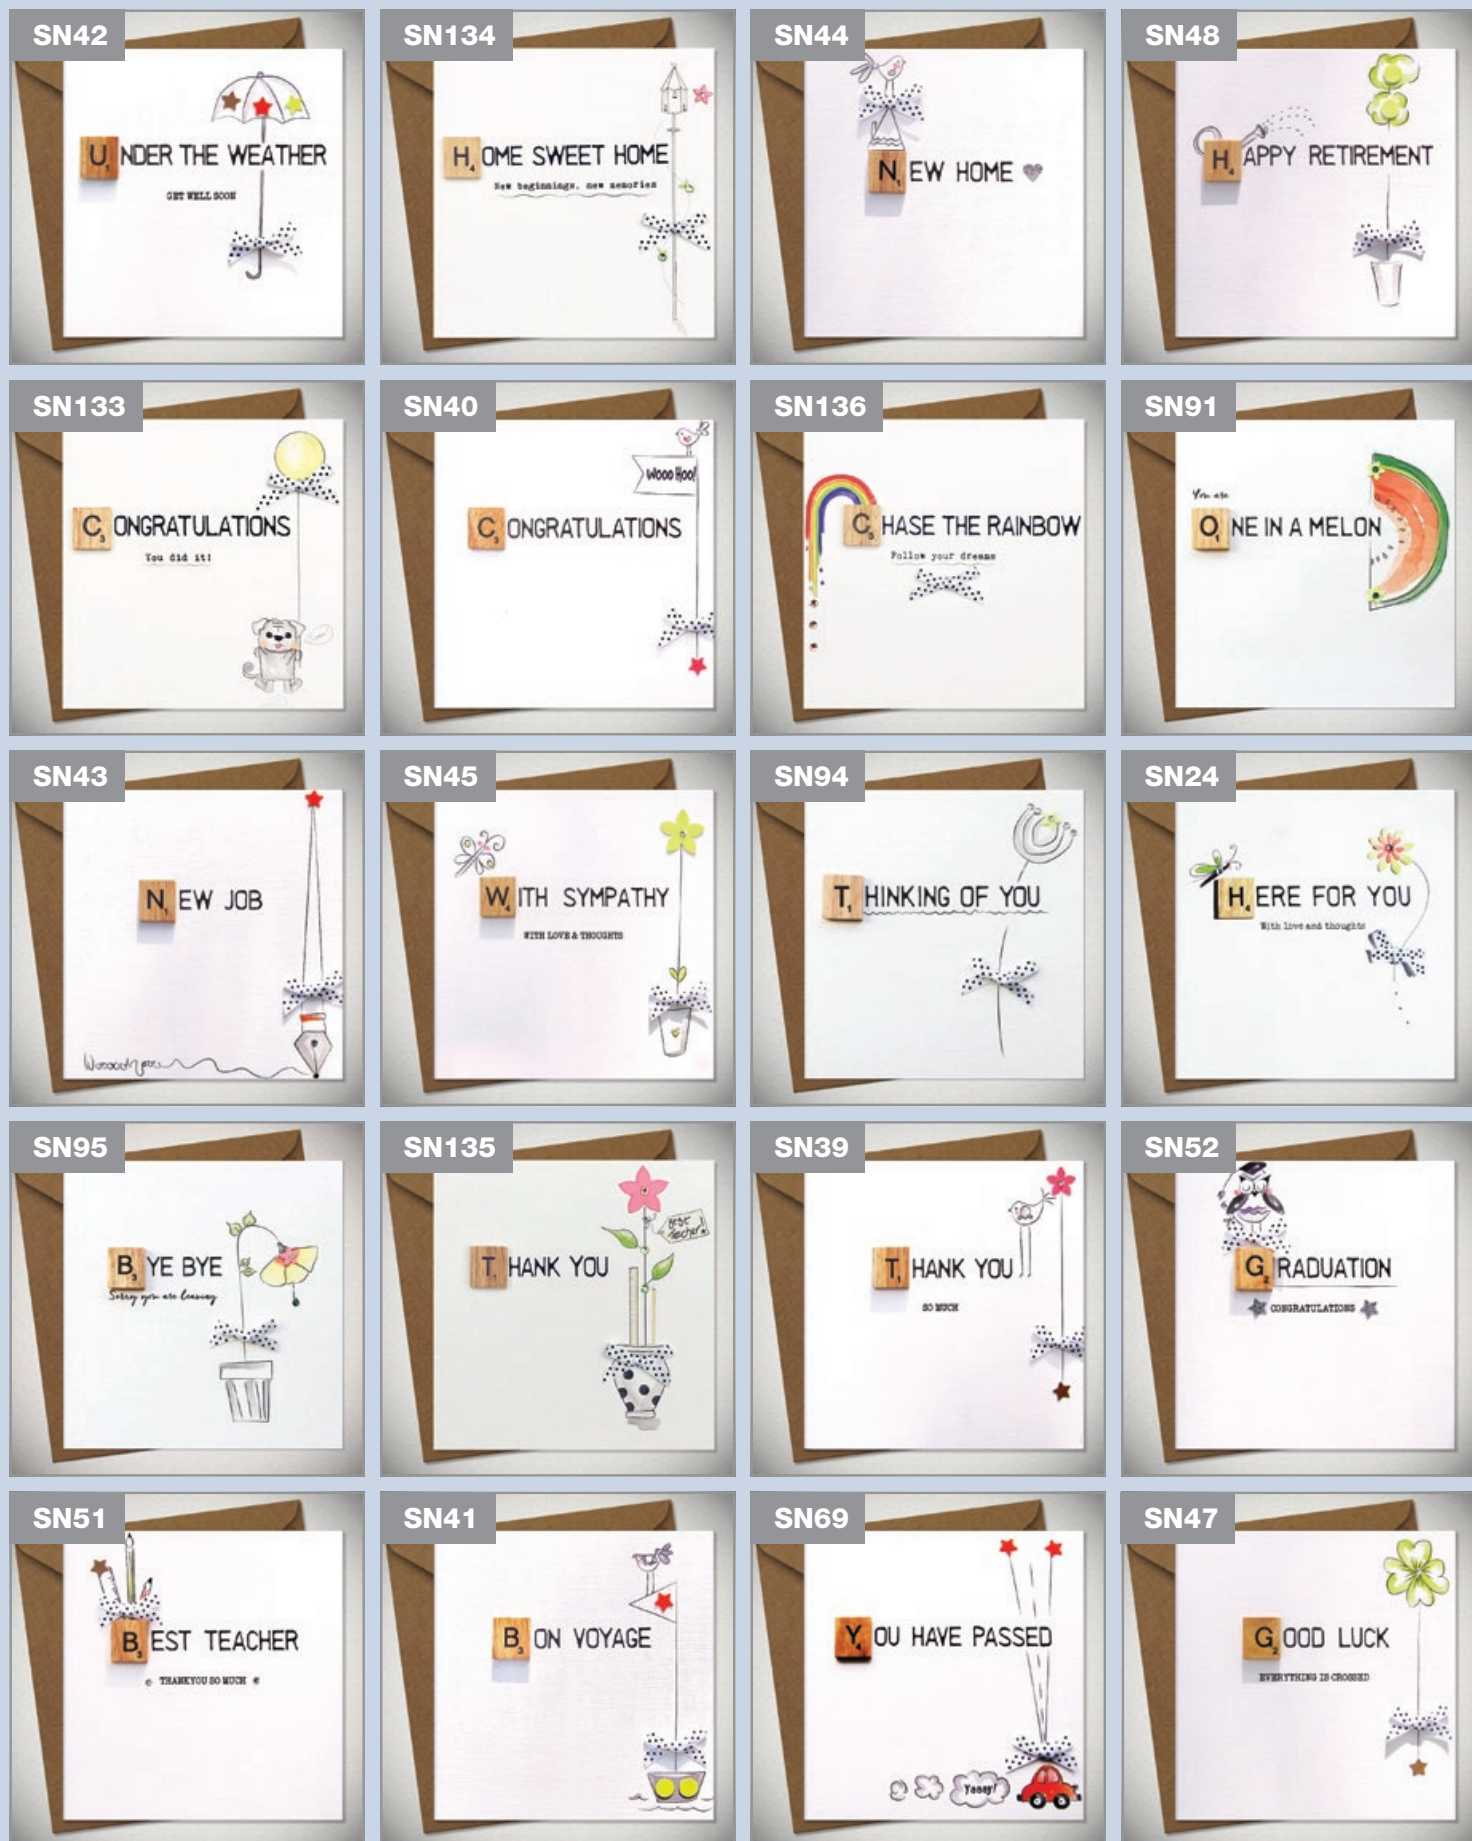 SN42
UNDER THE WEATHER
GET WELL SOON
SN134
HOME SWEET HOME
New beginnings, new memories
SN44
NEW HOME
SN48
HAPPY RETIREMENT
SN133
CONGRATULATIONS
You did it!
SN40
Wooo Hoo!
CONGRATULATIONS
SN136
CHASE THE RAINBOW
Follow your dreams
SN91
You are
ONE IN A MELON
SN43
NEW JOB
SN45
WITH SYMPATHY
WITH LOVE & THOUGHTS
SN94
THINKING OF YOU
SN24
HERE FOR YOU
With love and thoughts
SN95
BYE BYE
Sorry you are leaving
SN135
Best
Teacher!
THANK YOU
SN39
THANK YOU
SO MUCH
SN52
GRADUATION
CONGRATULATIONS
SN51
BEST TEACHER
THANKYOU SO MUCH
SN41
BON VOYAGE
SN69
YOU HAVE PASSED
Yaaay!
SN47
GOOD LUCK
EVERYTHING IS CROSSED